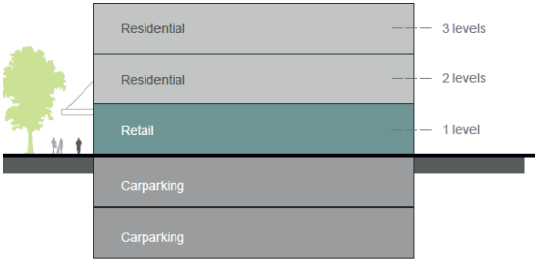 Residential 3 levels
Residential 2 levels
Retail 1 level
Carparking
Carparking